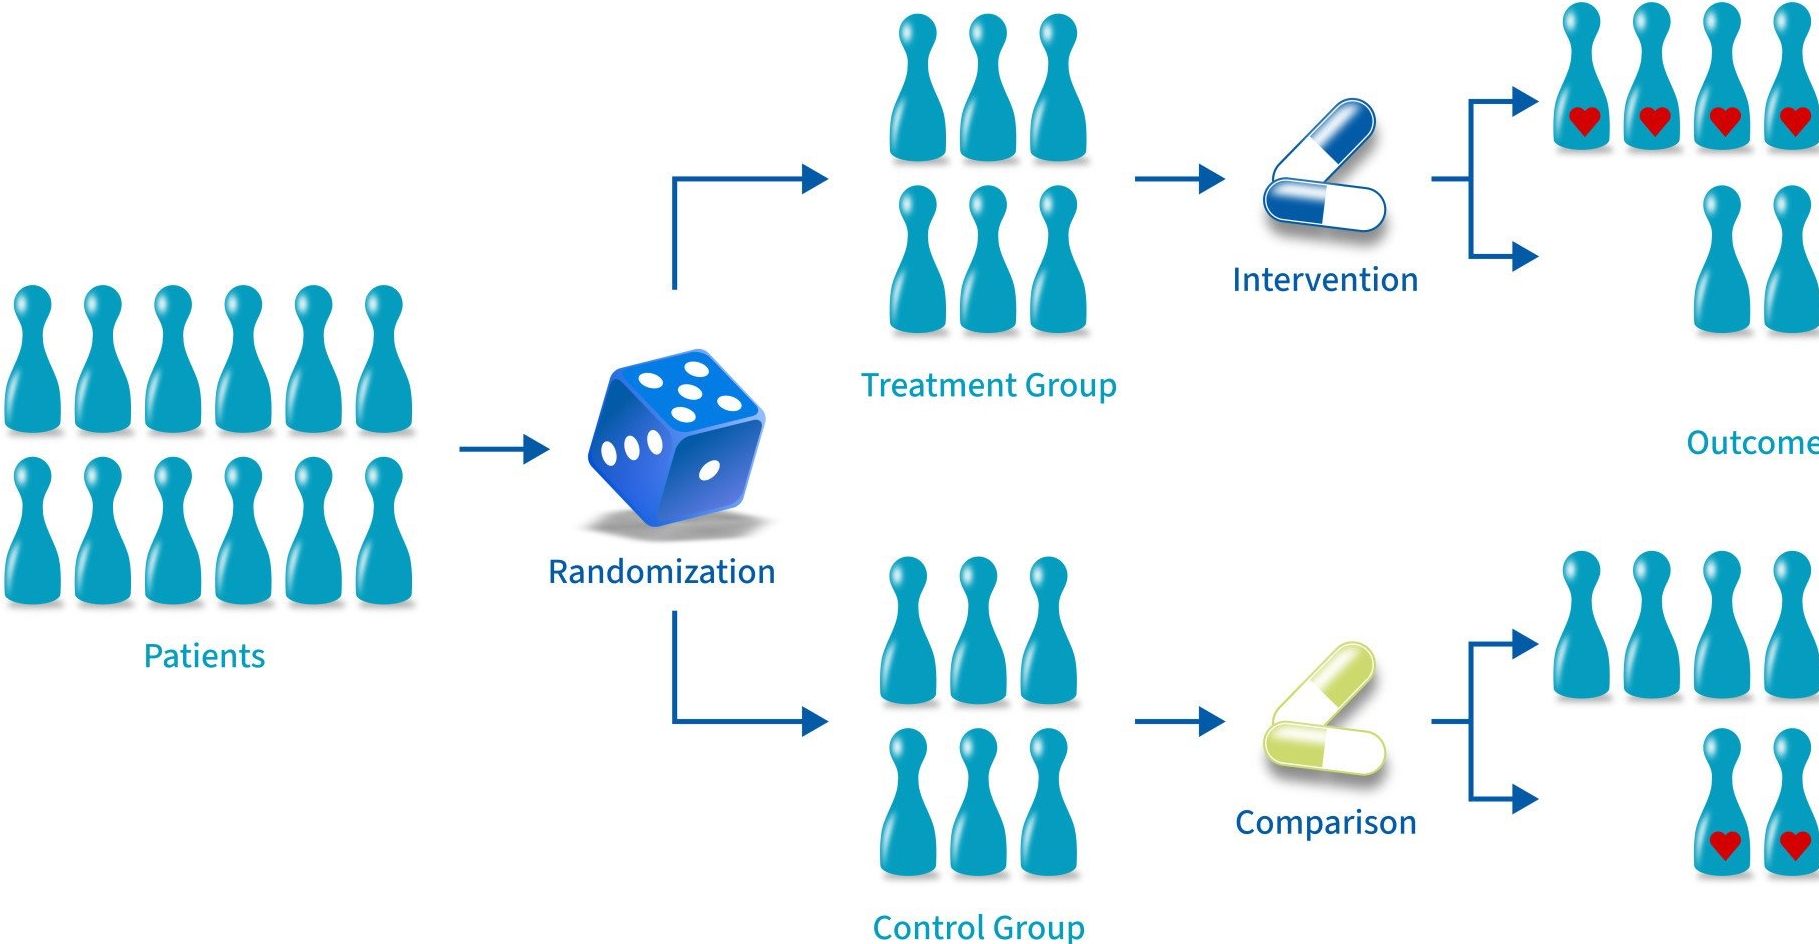 Patients
Randomization
Treatment Group
Intervention
Outcome
Control Group
Comparison